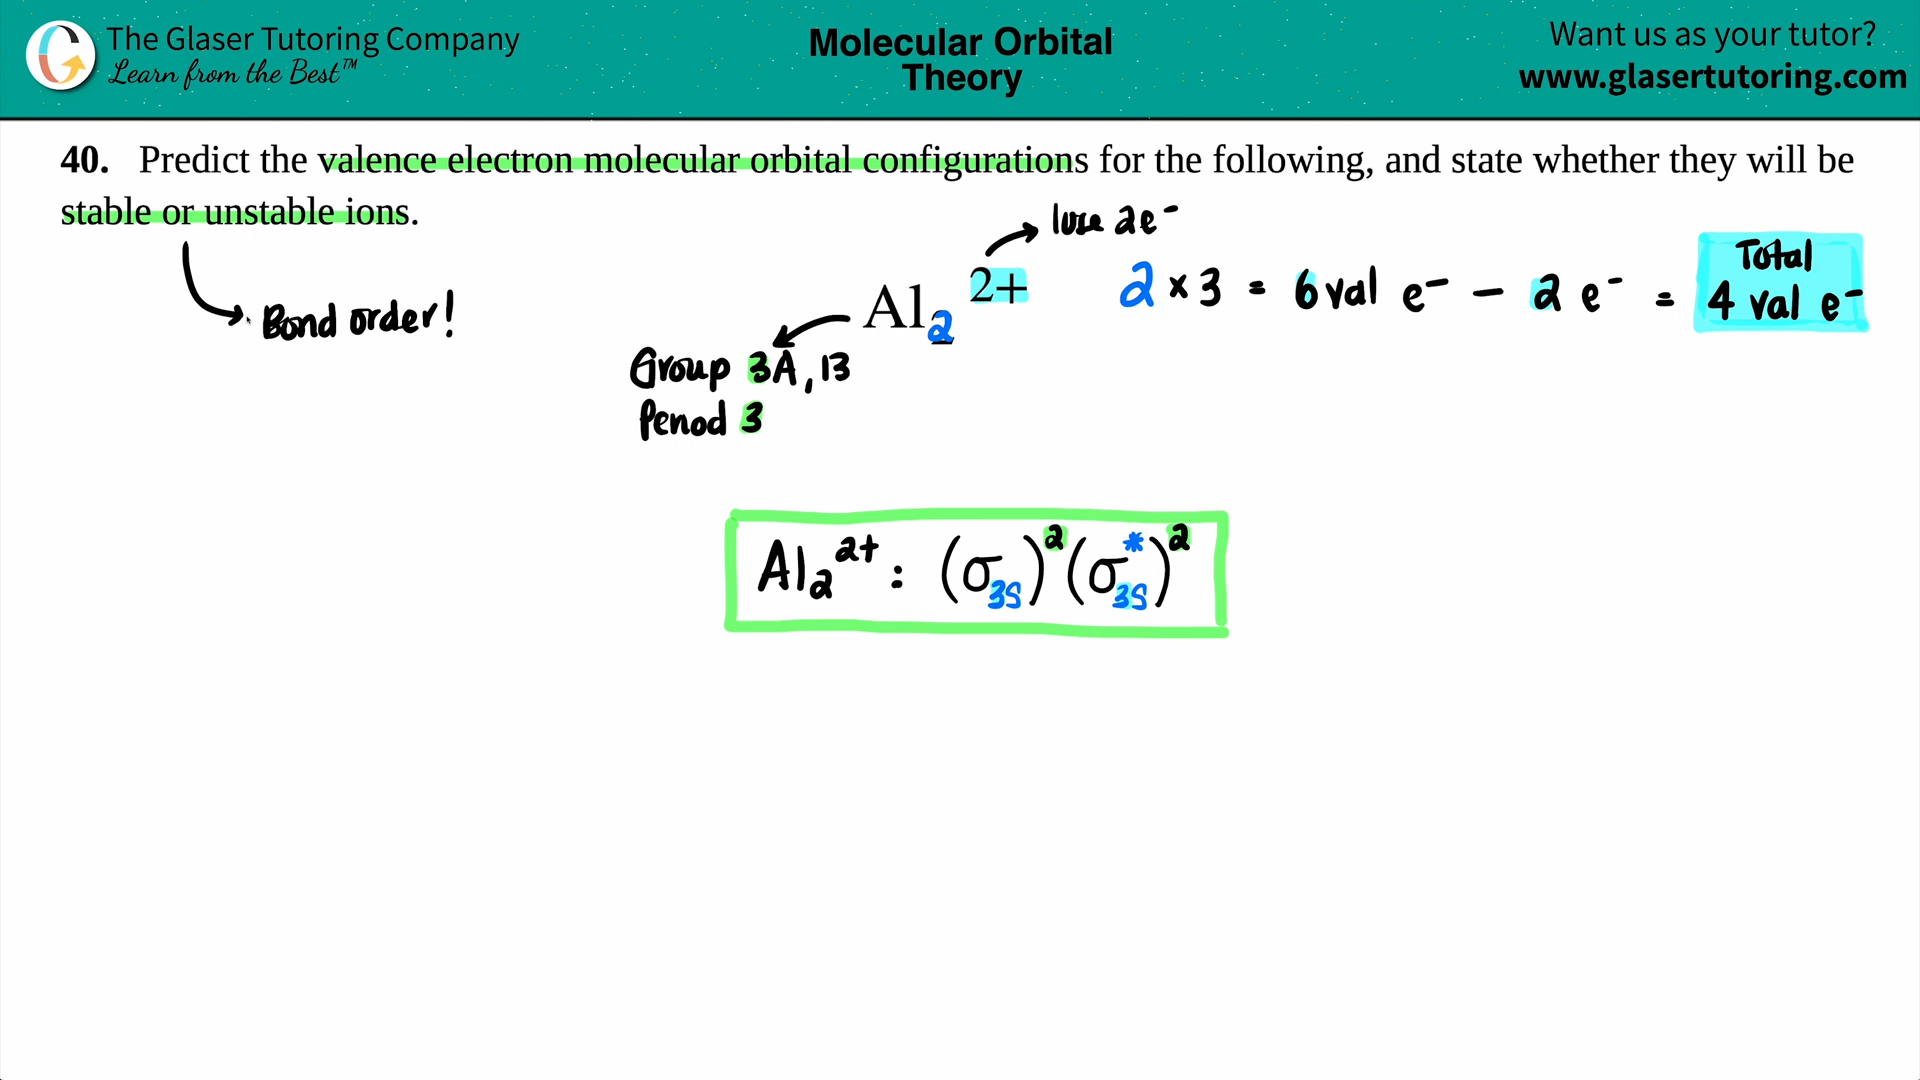 The Glaser Tutoring Company
Learn from the Best™
Molecular Orbital
Theory
Want us as your tutor?
www.glasertutoring.com
40. Predict the valence electron molecular orbital configurations for the following, and state whether they will be
stable or unstable ions.
Bond order!
lose 2e⁻
Al₂ 2+
2 × 3 = 6 val e⁻ − 2 e⁻ =
Total
4 val e⁻
Group 3A, 13
Period 3
Al₂²⁺ : (σ₃s)² (σ₃s*)²